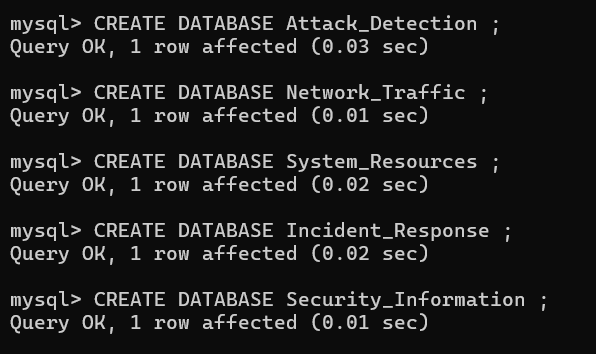 mysql> CREATE DATABASE Attack_Detection ;
Query OK, 1 row affected (0.03 sec)
mysql> CREATE DATABASE Network_Traffic ;
Query OK, 1 row affected (0.01 sec)
mysql> CREATE DATABASE System_Resources ;
Query OK, 1 row affected (0.02 sec)
mysql> CREATE DATABASE Incident_Response ;
Query OK, 1 row affected (0.02 sec)
mysql> CREATE DATABASE Security_Information ;
Query OK, 1 row affected (0.01 sec)